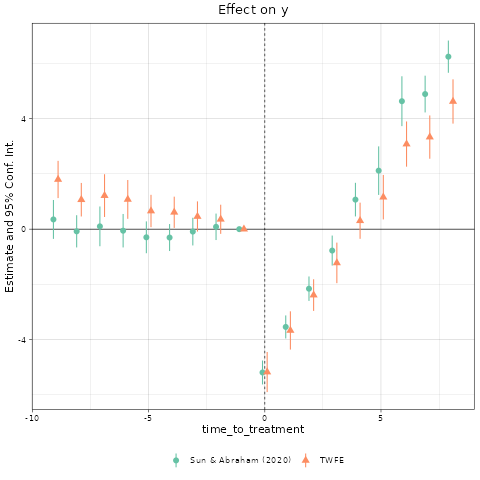 Effect on y
Estimate and 95% Conf. Int.
4
0
-4
-10
-5
0
5
time_to_treatment
Sun & Abraham (2020)
TWFE